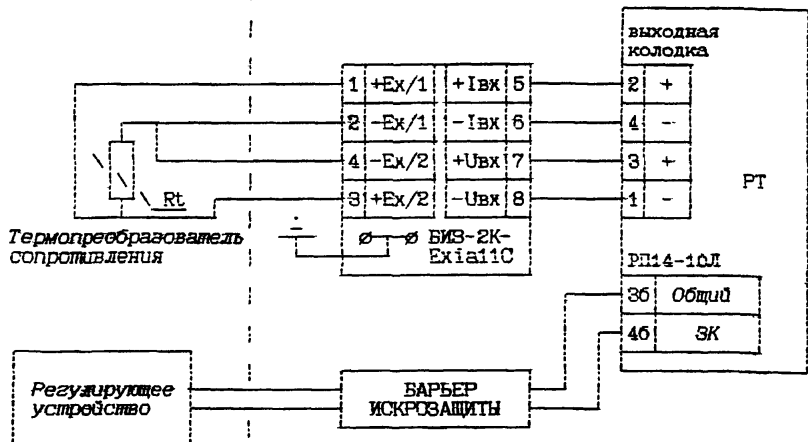 выходная
колодка
1 +Ex/1 +Iвх 5 2 +
2 -Ex/1 -Iвх 6 4 -
4 -Ex/2 +Uвх 7 3 +
3 +Ex/2 -Uвх 8 1 -
РТ
Rt
Термопреобразователь
сопротивления
БИЗ-2К-
Exia11C
РП14-10Л
3б Общий
4б ЗК
Регулирующее
устройство
БАРЬЕР
ИСКРОЗАЩИТЫ